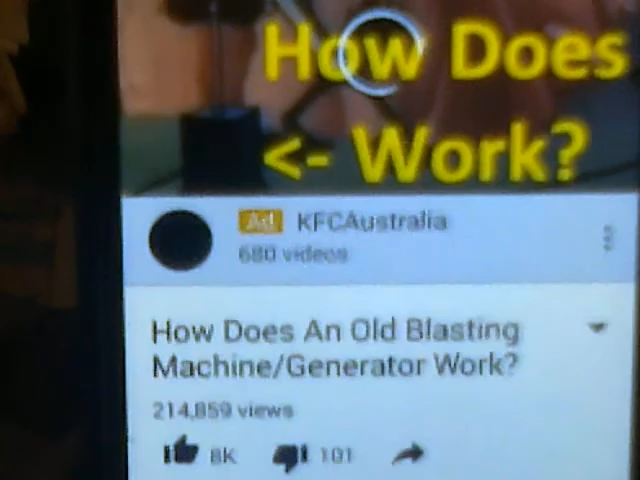 How Does
<- Work?
Ad KFCAustralia
680 videos
How Does An Old Blasting
Machine/Generator Work?
214,859 views
8K 101